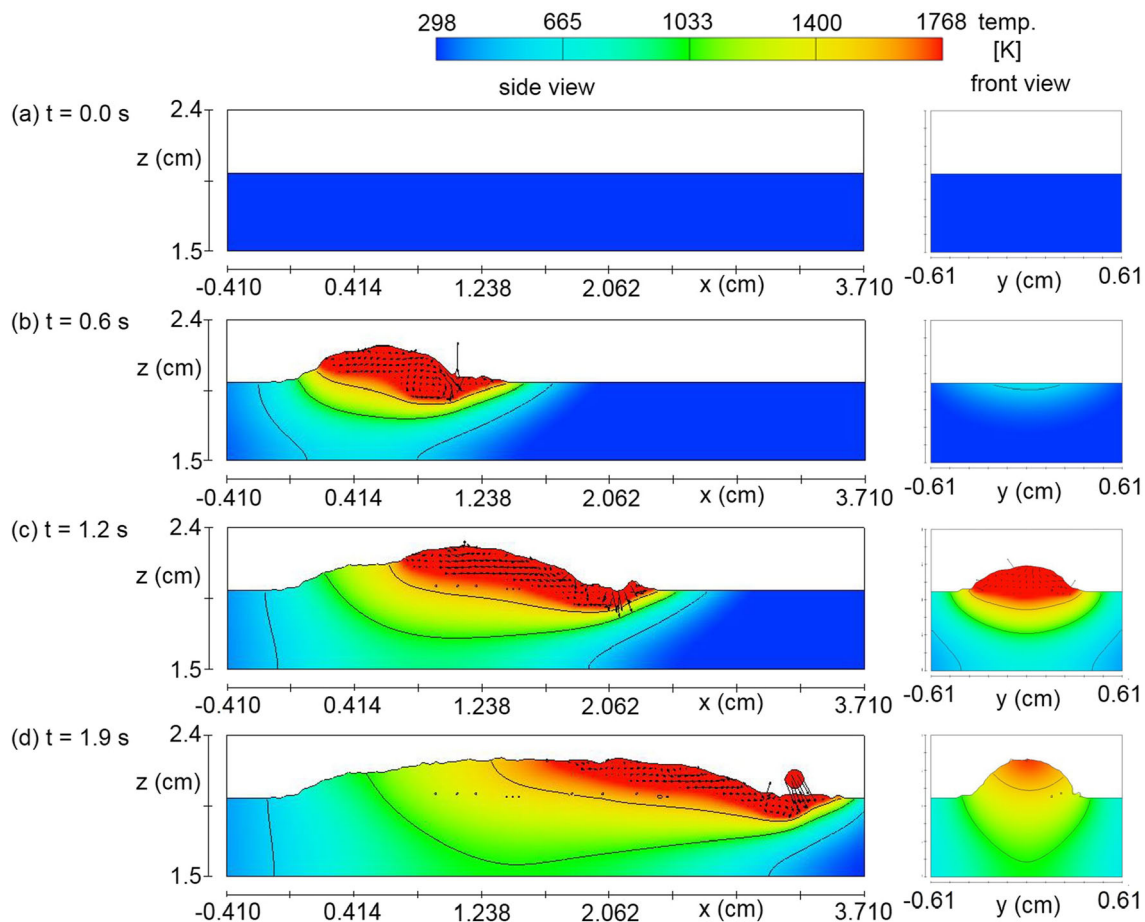 298 665 1033 1400 1768 temp.
[K]
side view front view
(a) t = 0.0 s 2.4
z (cm)
1.5
-0.410 0.414 1.238 2.062 x (cm) 3.710 -0.61 y (cm) 0.61
(b) t = 0.6 s 2.4
z (cm)
1.5
-0.410 0.414 1.238 2.062 x (cm) 3.710 -0.61 y (cm) 0.61
(c) t = 1.2 s 2.4
z (cm)
1.5
-0.410 0.414 1.238 2.062 x (cm) 3.710 -0.61 y (cm) 0.61
(d) t = 1.9 s 2.4
z (cm)
1.5
-0.410 0.414 1.238 2.062 x (cm) 3.710 -0.61 y (cm) 0.61